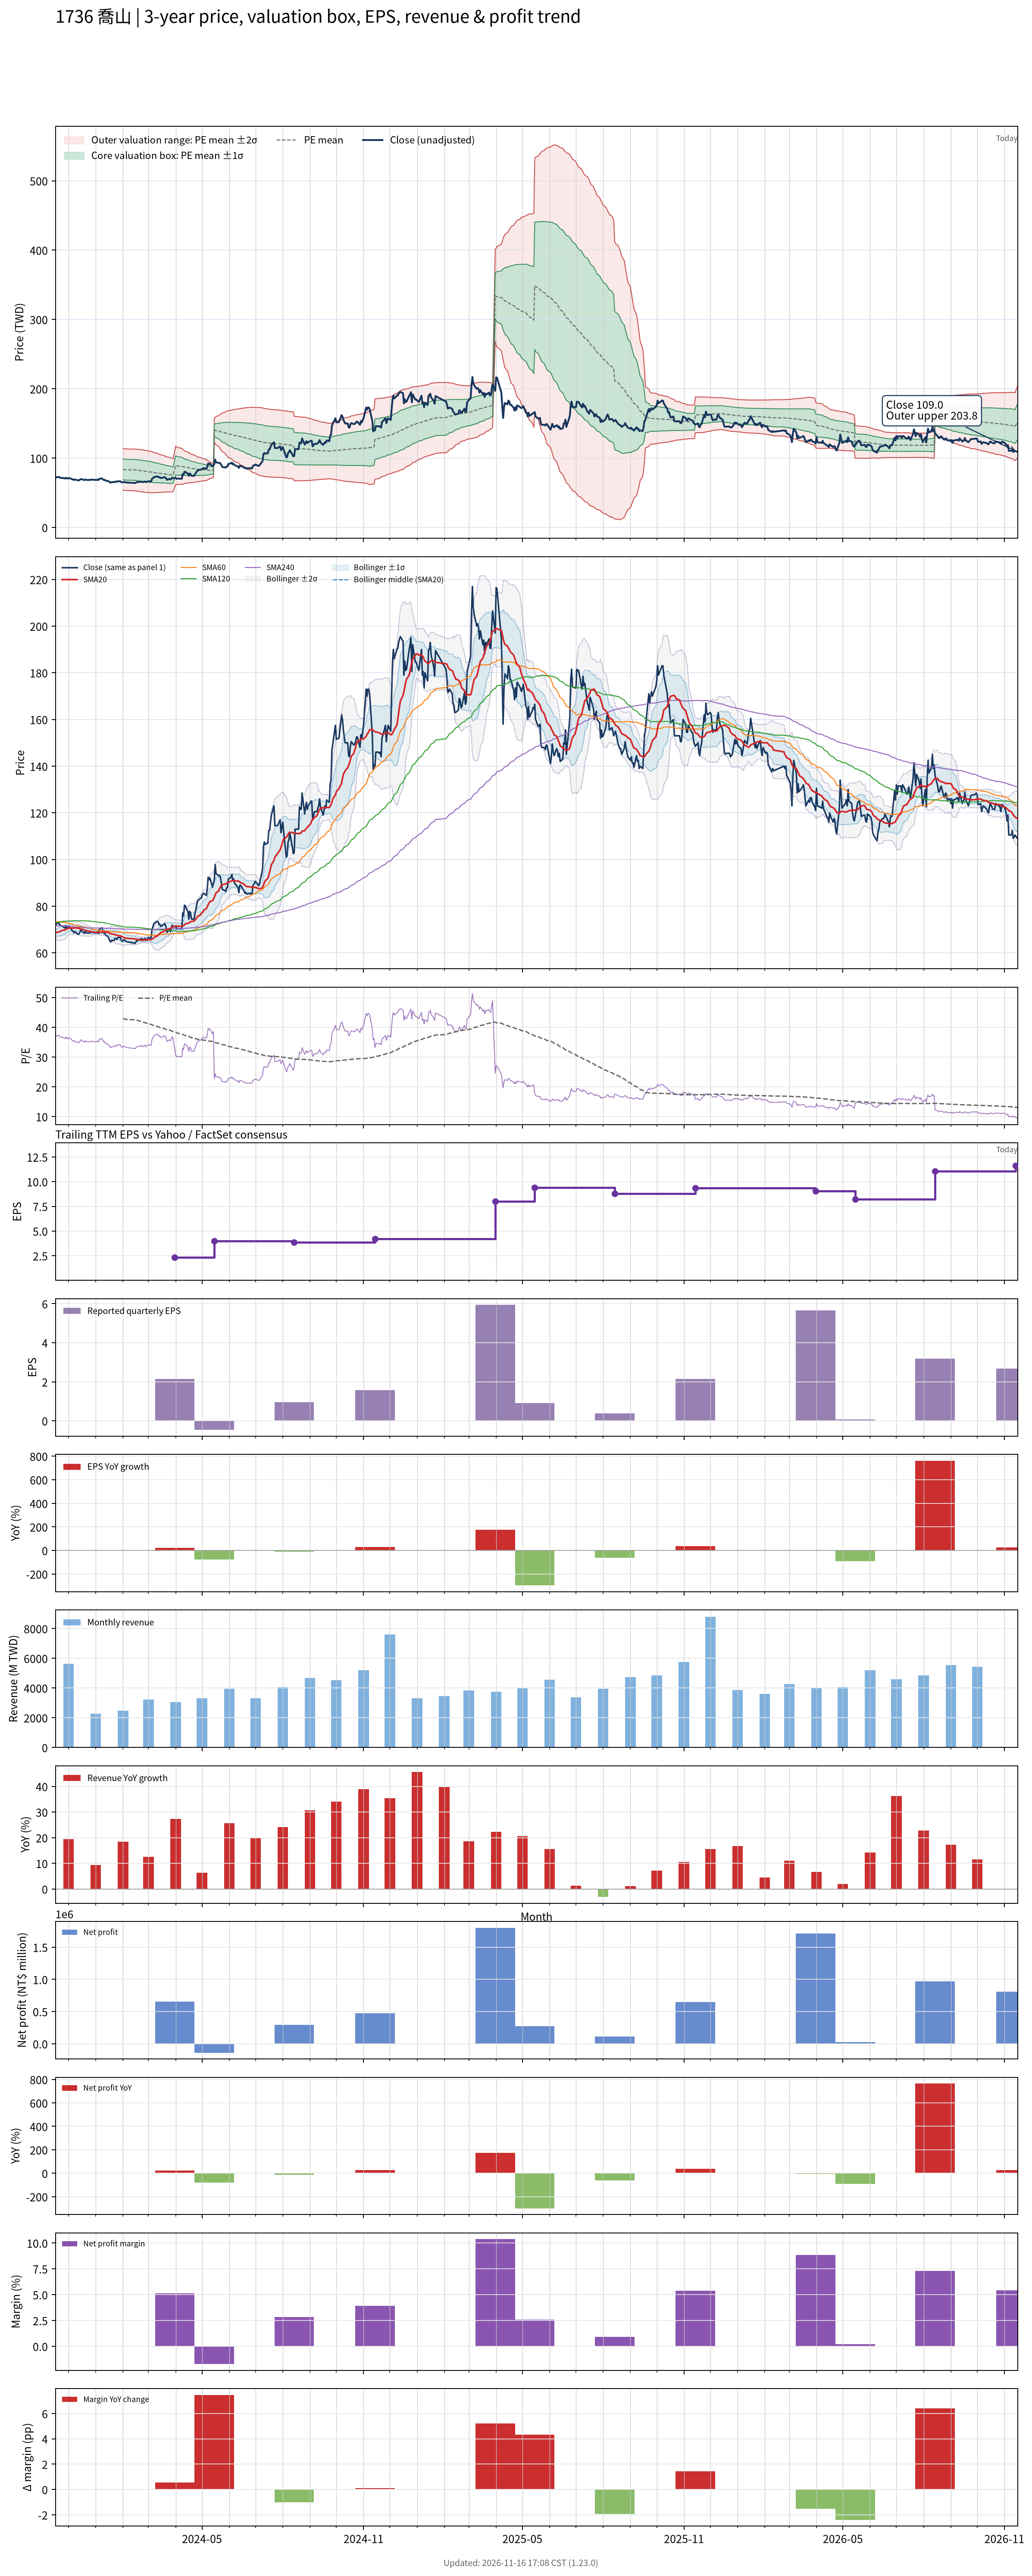 1736 喬山 | 3-year price, valuation box, EPS, revenue & profit trend
Outer valuation range: PE mean ±2σ
PE mean
Close (unadjusted)
Core valuation box: PE mean ±1σ
Today
500
400
300
200
100
0
Price (TWD)
Close 109.0
Outer upper 203.8
Close (same as panel 1)
SMA20
SMA60
SMA120
SMA240
Bollinger ±2σ
Bollinger ±1σ
Bollinger middle (SMA20)
220
200
180
160
140
120
100
80
60
Price
Trailing P/E
P/E mean
50
40
30
20
10
P/E
Trailing TTM EPS vs Yahoo / FactSet consensus
Today
12.5
10.0
7.5
5.0
2.5
EPS
Reported quarterly EPS
6
4
2
0
EPS
EPS YoY growth
800
600
400
200
0
-200
YoY (%)
Monthly revenue
8000
6000
4000
2000
0
Revenue (M TWD)
Revenue YoY growth
40
30
20
10
0
YoY (%)
Month
1e6
Net profit
1.5
1.0
0.5
0.0
Net profit (NT$ million)
Net profit YoY
800
600
400
200
0
-200
YoY (%)
Net profit margin
10.0
7.5
5.0
2.5
0.0
Margin (%)
Margin YoY change
6
4
2
0
-2
Δ margin (pp)
2024-05
2024-11
2025-05
2025-11
2026-05
2026-11
Updated: 2026-11-16 17:08 CST (1.23.0)